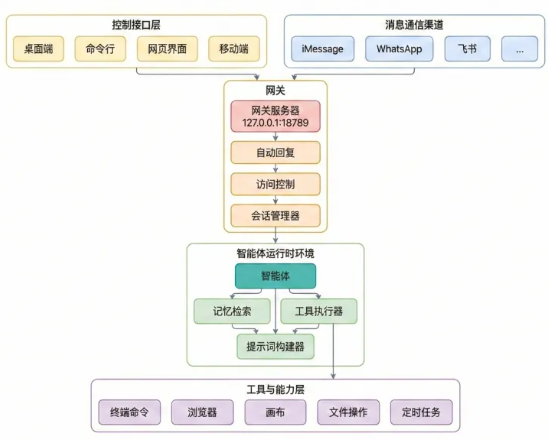 控制接口层
桌面端
命令行
网页界面
移动端
消息通信渠道
iMessage
WhatsApp
飞书
...
网关
网关服务器
127.0.0.1:18789
自动回复
访问控制
会话管理器
智能体运行时环境
智能体
记忆检索
工具执行器
提示词构建器
工具与能力层
终端命令
浏览器
画布
文件操作
定时任务